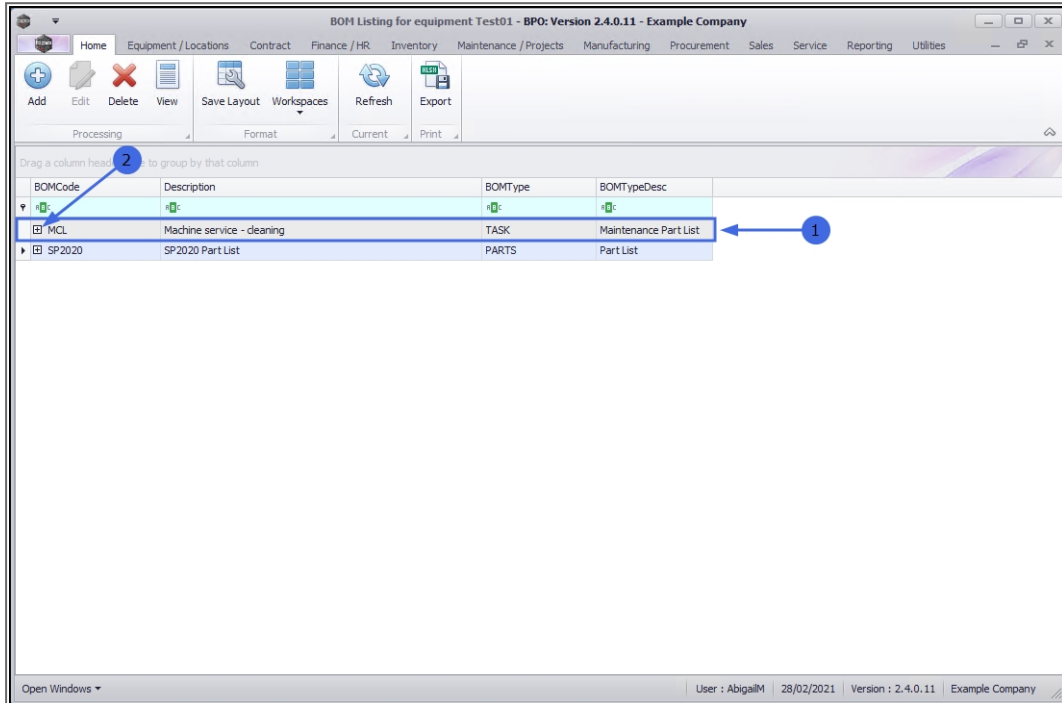 BOM Listing for equipment Test01 - BPO: Version 2.4.0.11 - Example Company
Home Equipment / Locations Contract Finance / HR Inventory Maintenance / Projects Manufacturing Procurement Sales Service Reporting Utilities
XLSX
Add Edit Delete View Save Layout Workspaces Refresh Export
Processing Format Current Print
Drag a column to group by that column
2
BOMCode Description BOMType BOMTypeDesc
MCL Machine service - cleaning TASK Maintenance Part List
1
SP2020 SP2020 Part List PARTS Part List
Open Windows User : AbigailM 28/02/2021 Version : 2.4.0.11 Example Company